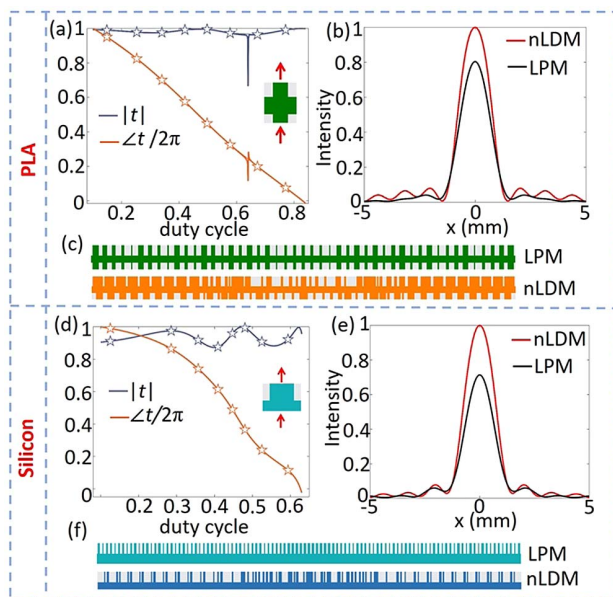 PLA
(a)
1
0.8
0.6
0.4
0.2
0
|t|
∠t/2π
0.2 0.4 0.6 0.8
duty cycle
(b)
Intensity
1
0.8
0.6
0.4
0.2
0
nLDM
LPM
-5 0 5
x (mm)
(c)
LPM
nLDM
Silicon
(d)
1
0.8
0.6
0.4
0.2
0
|t|
∠t/2π
0.2 0.3 0.4 0.5 0.6
duty cycle
(e)
Intensity
1
0.8
0.6
0.4
0.2
0
nLDM
LPM
-5 0 5
x (mm)
(f)
LPM
nLDM